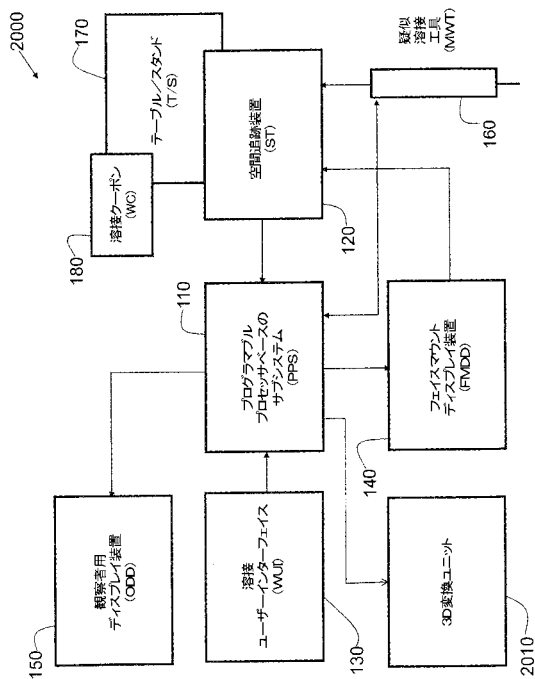 2000
170
テーブル／スタンド
(T/S)
溶接クーポン
(WC)
180
空間追跡装置
(ST)
120
疑似
溶接
工具
(MWT)
160
110
プログラマブル
プロセッサベースの
サブシステム
(PPS)
フェイスマウント
ディスプレイ装置
(FMDD)
140
観察者用
ディスプレイ装置
(ODD)
150
溶接
ユーザーインターフェイス
(WUI)
130
3D変換ユニット
2010